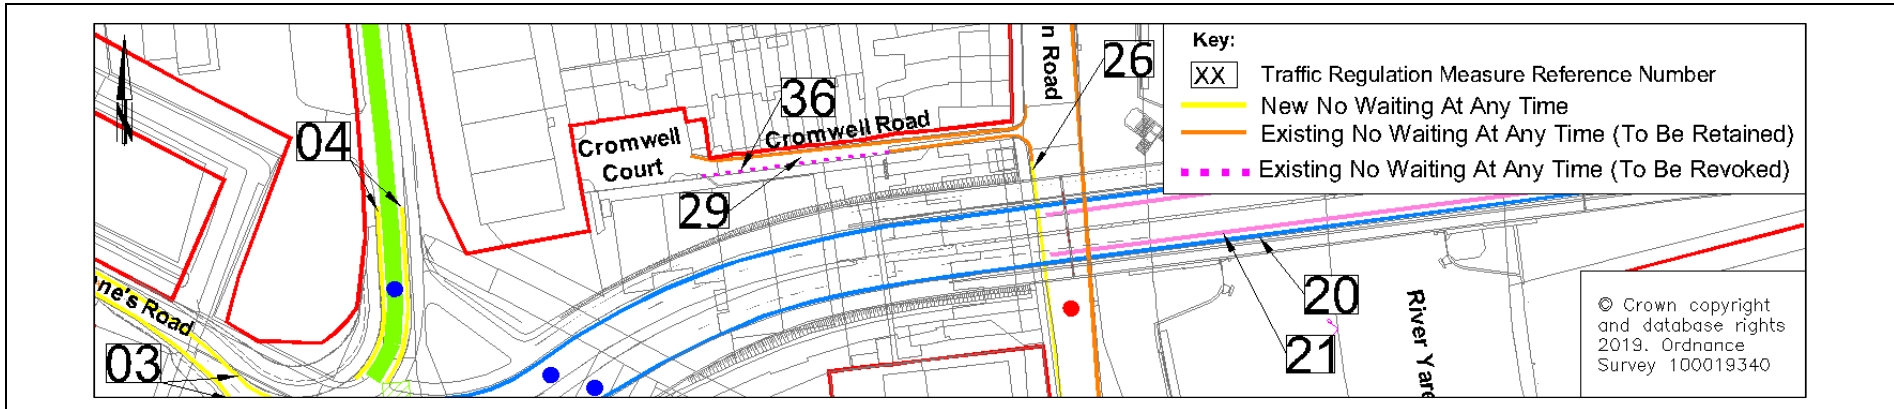 Key:
XX Traffic Regulation Measure Reference Number
New No Waiting At Any Time
Existing No Waiting At Any Time (To Be Retained)
Existing No Waiting At Any Time (To Be Revoked)
n Road
26
36
04
Cromwell Road
Cromwell
Court
29
20
21
River Yare
ne's Road
03
N
© Crown copyright
and database rights
2019. Ordnance
Survey 100019340